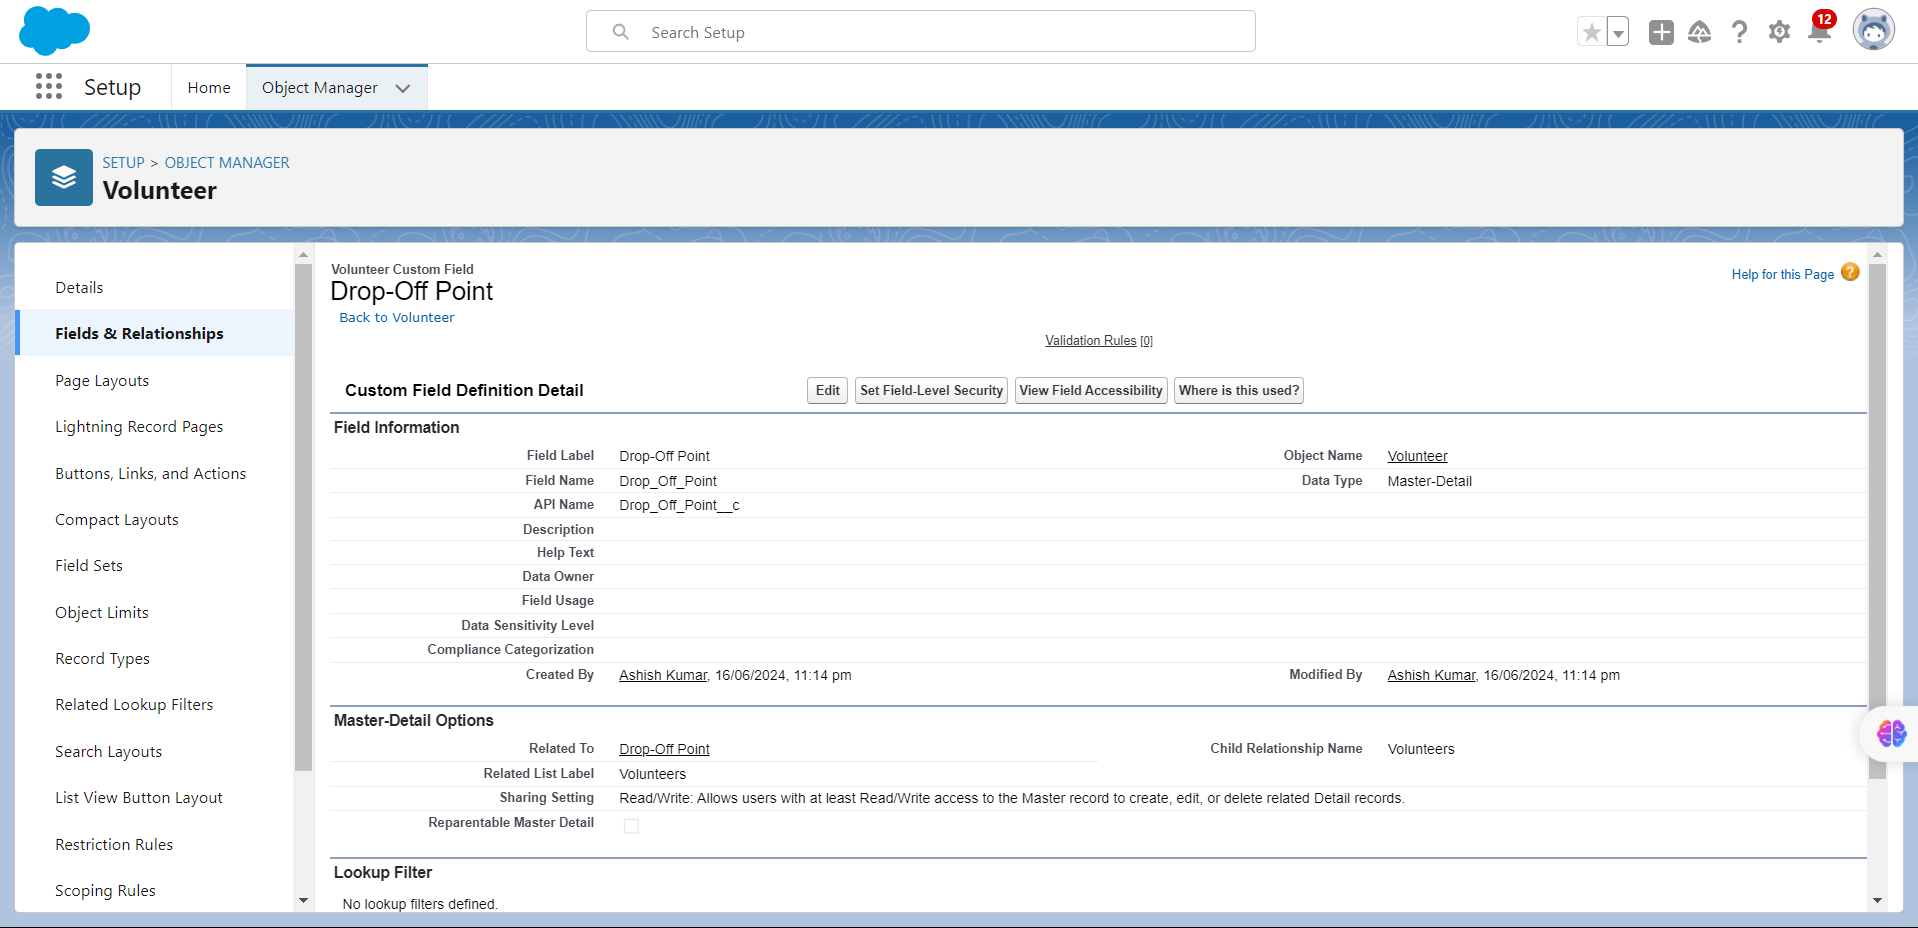 Search Setup
12
Setup
Home
Object Manager
SETUP > OBJECT MANAGER
Volunteer
Details
Fields & Relationships
Page Layouts
Lightning Record Pages
Buttons, Links, and Actions
Compact Layouts
Field Sets
Object Limits
Record Types
Related Lookup Filters
Search Layouts
List View Button Layout
Restriction Rules
Scoping Rules
Volunteer Custom Field
Drop-Off Point
Back to Volunteer
Help for this Page ?
Validation Rules [0]
Custom Field Definition Detail
Edit
Set Field-Level Security
View Field Accessibility
Where is this used?
Field Information
Field Label Drop-Off Point Object Name Volunteer
Field Name Drop_Off_Point Data Type Master-Detail
API Name Drop_Off_Point__c
Description
Help Text
Data Owner
Field Usage
Data Sensitivity Level
Compliance Categorization
Created By Ashish Kumar, 16/06/2024, 11:14 pm Modified By Ashish Kumar, 16/06/2024, 11:14 pm
Master-Detail Options
Related To Drop-Off Point Child Relationship Name Volunteers
Related List Label Volunteers
Sharing Setting Read/Write: Allows users with at least Read/Write access to the Master record to create, edit, or delete related Detail records.
Reparentable Master Detail
Lookup Filter
No lookup filters defined.